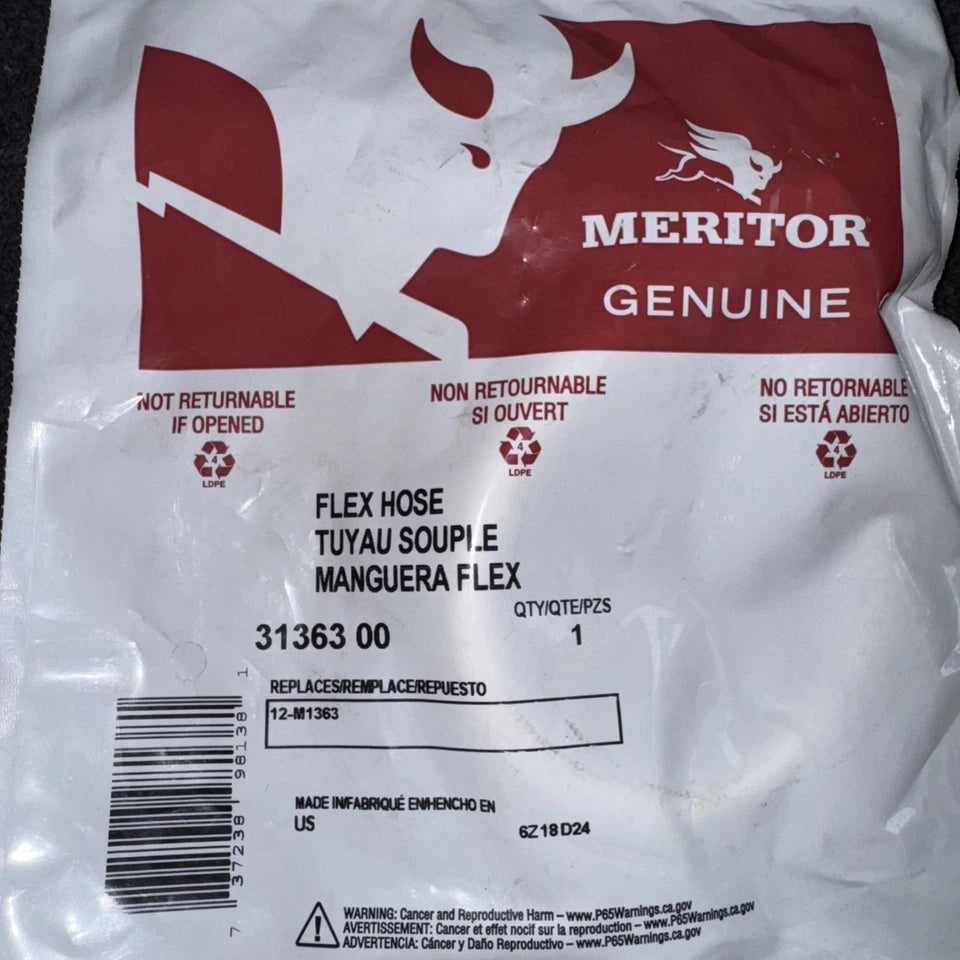 MERITOR
GENUINE
NOT RETURNABLE
IF OPENED
4
LDPE
NON RETOURNABLE
SI OUVERT
4
LDPE
NO RETORNABLE
SI ESTÁ ABIERTO
4
LDPE
FLEX HOSE
TUYAU SOUPLE
MANGUERA FLEX
QTY/QTE/PZS
31363 00 1
REPLACES/REMPLACE/REPUESTO
12-M1363
MADE IN/FABRIQUÉ EN/HENCHO EN
US
6Z18D24
7 37238 98138 1
WARNING: Cancer and Reproductive Harm – www.P65Warnings.ca.gov
AVERTISSEMENT: Cancer et effet nocif sur la reproduction – www.P65Warnings.ca.gov
ADVERTENCIA: Cáncer y Daño Reproductivo – www.P65Warnings.ca.gov